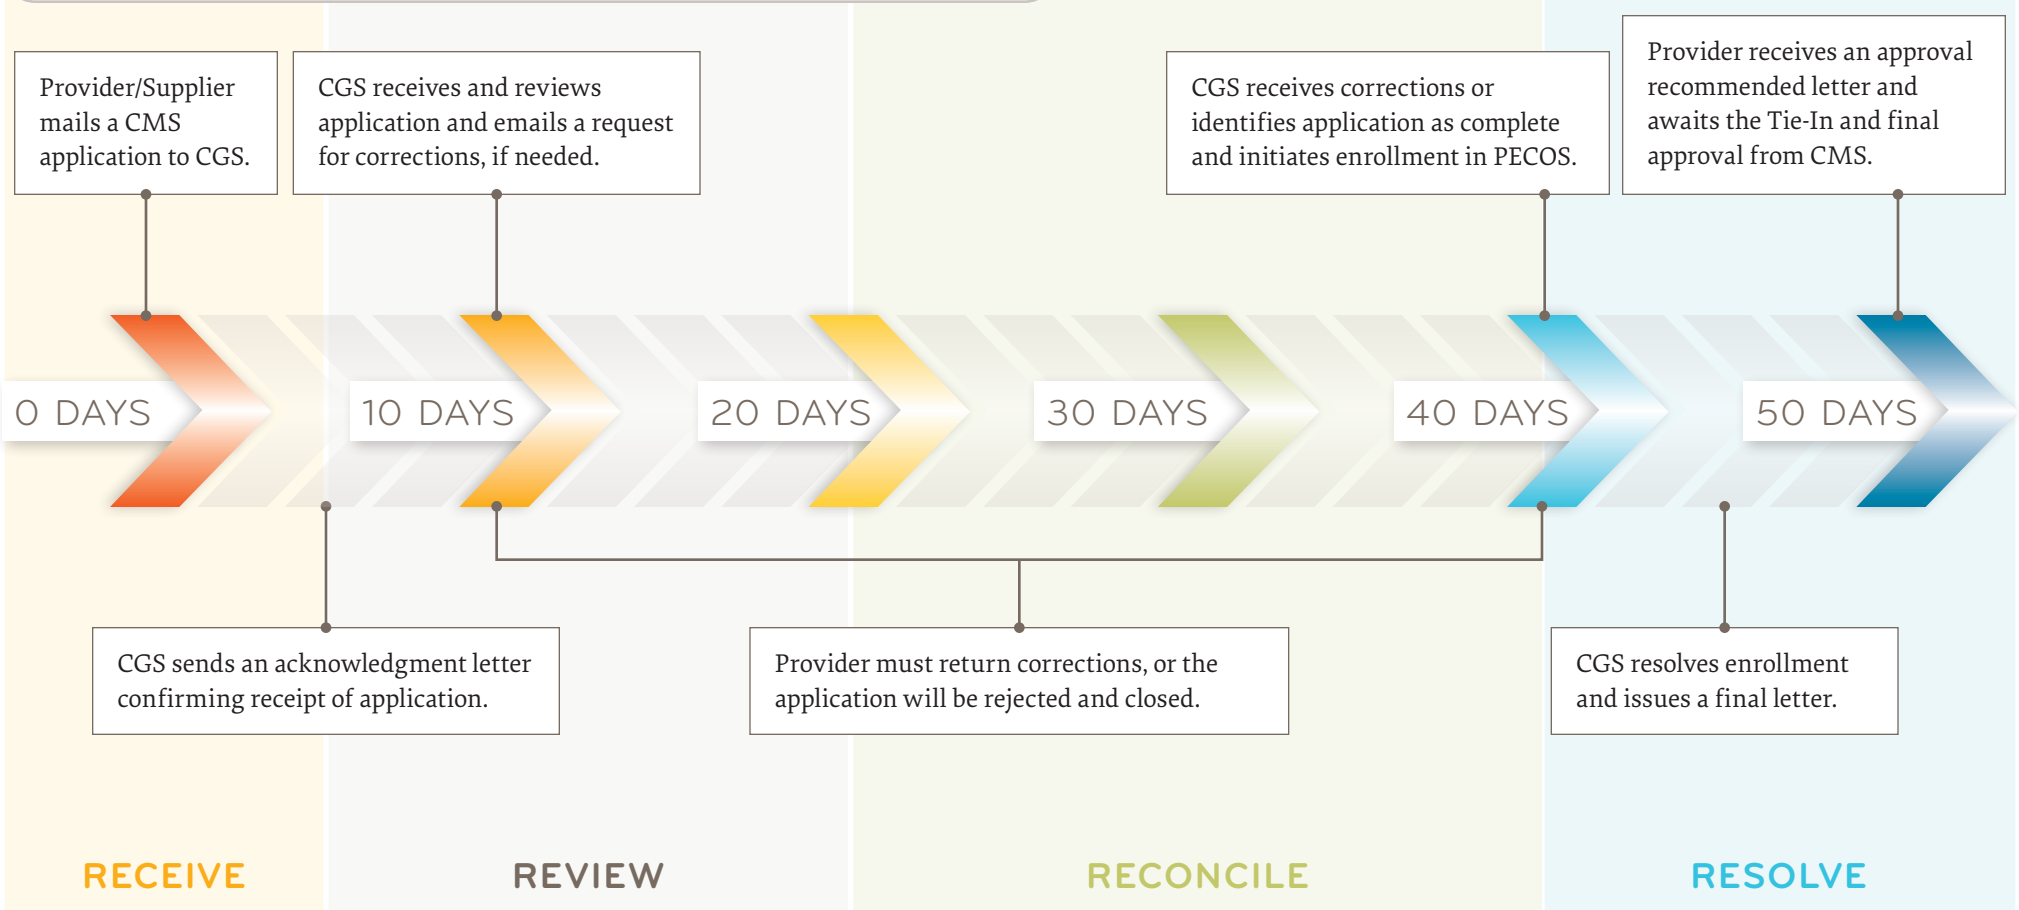 Provider/Supplier
mails a CMS
application to CGS.
CGS receives and reviews
application and emails a request
for corrections, if needed.
CGS receives corrections or
identifies application as complete
and initiates enrollment in PECOS.
Provider receives an approval
recommended letter and
awaits the Tie-In and final
approval from CMS.
0 DAYS
10 DAYS
20 DAYS
30 DAYS
40 DAYS
50 DAYS
CGS sends an acknowledgment letter
confirming receipt of application.
Provider must return corrections, or the
application will be rejected and closed.
CGS resolves enrollment
and issues a final letter.
RECEIVE
REVIEW
RECONCILE
RESOLVE